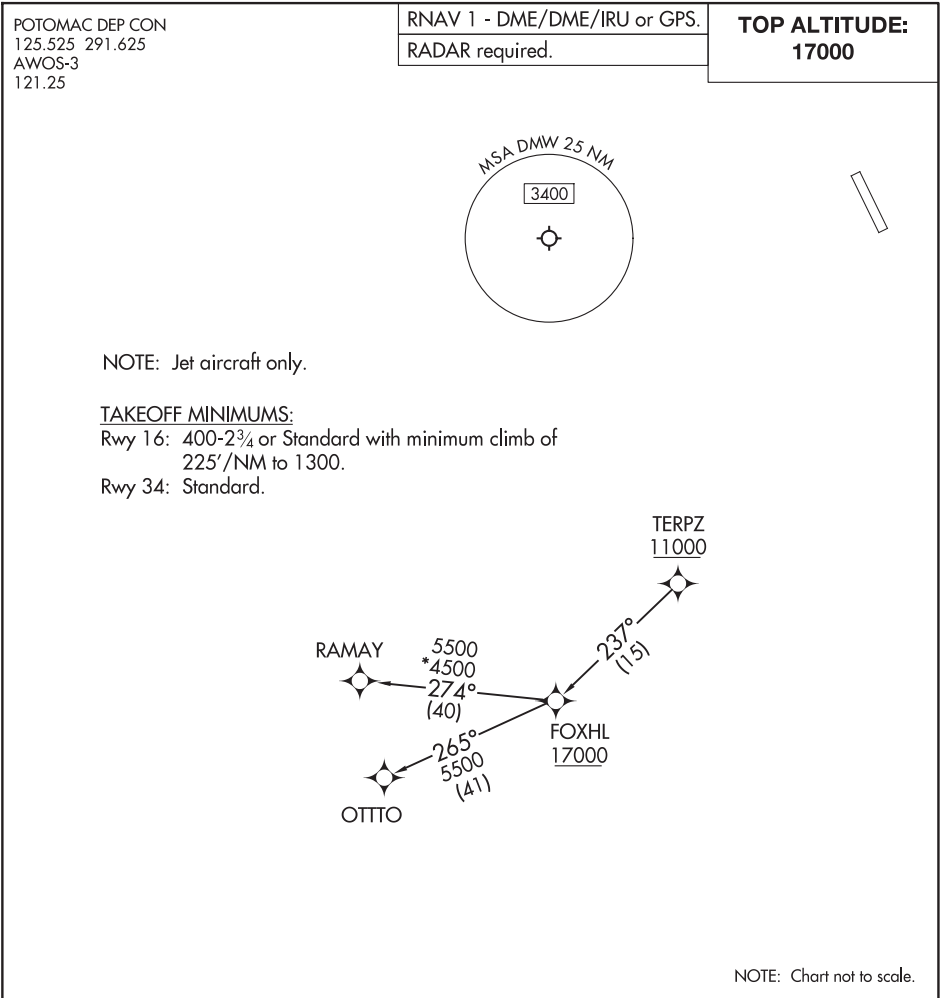 POTOMAC DEP CON
125.525 291.625
AWOS-3
121.25
RNAV 1 - DME/DME/IRU or GPS.
RADAR required.
TOP ALTITUDE:
17000
MSA DMW 25 NM
3400
NOTE: Jet aircraft only.
TAKEOFF MINIMUMS:
Rwy 16: 400-2¾ or Standard with minimum climb of
225'/NM to 1300.
Rwy 34: Standard.
TERPZ
11000
237°
(15)
RAMAY
5500
*4500
274°
(40)
FOXHL
17000
265°
5500
(41)
OTTTO
NOTE: Chart not to scale.